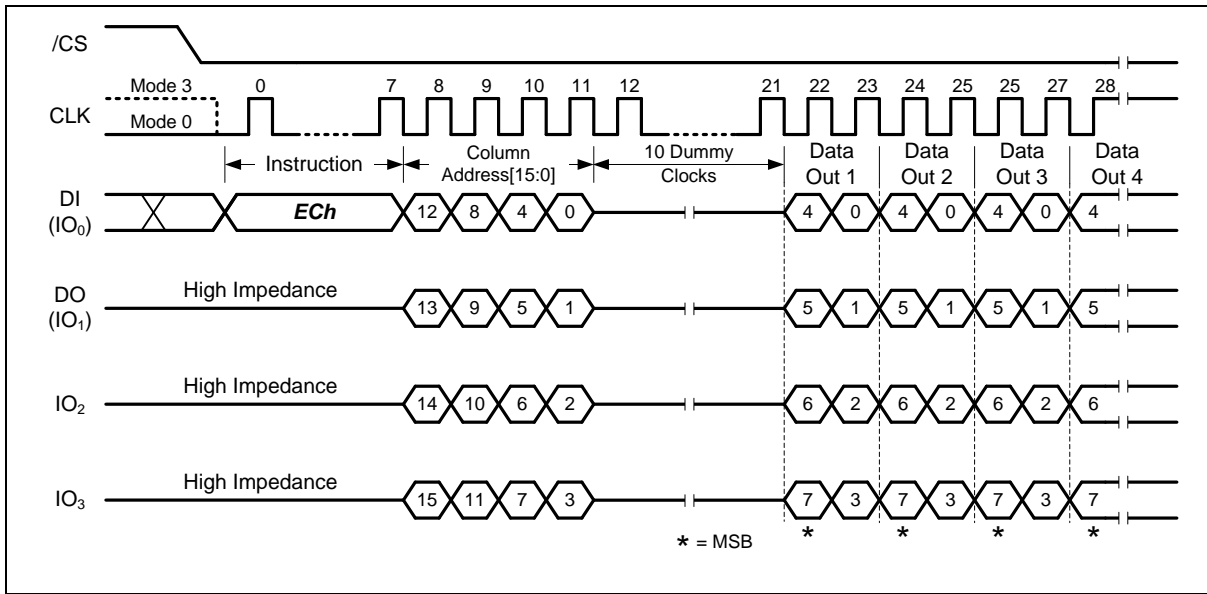 /CS
Mode 3 0 7 8 9 10 11 12 21 22 23 24 25 25 27 28
CLK
Mode 0
Instruction
Column
Address[15:0]
10 Dummy
Clocks
Data
Out 1
Data
Out 2
Data
Out 3
Data
Out 4
DI
(IO₀)
ECh 12 8 4 0 4 0 4 0 4 0 4
DO
(IO₁)
High Impedance 13 9 5 1 5 1 5 1 5 1 5
IO₂
High Impedance 14 10 6 2 6 2 6 2 6 2 6
IO₃
High Impedance 15 11 7 3 7 3 7 3 7 3 7
* = MSB * * * *